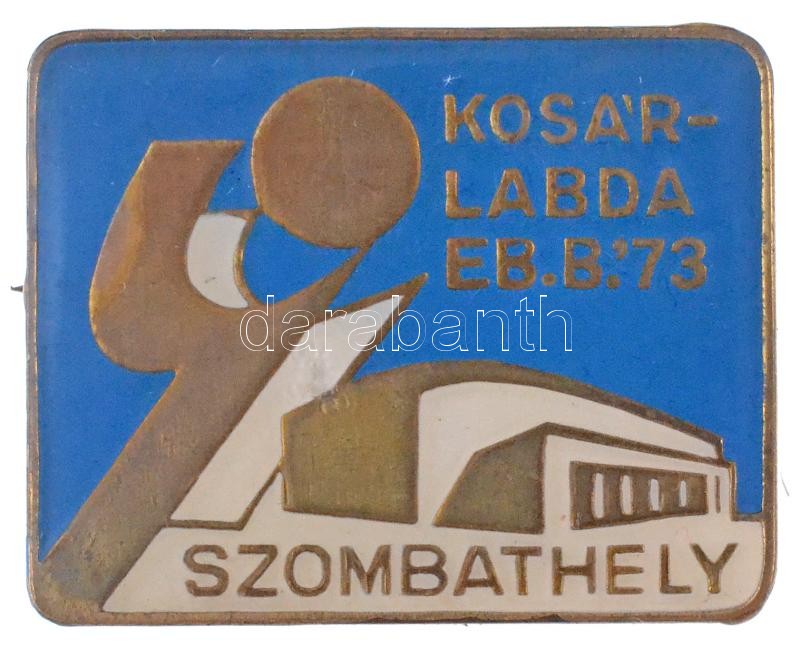 KOSÁR-
LABDA
EB.B.'73
darabanth
SZOMBATHELY